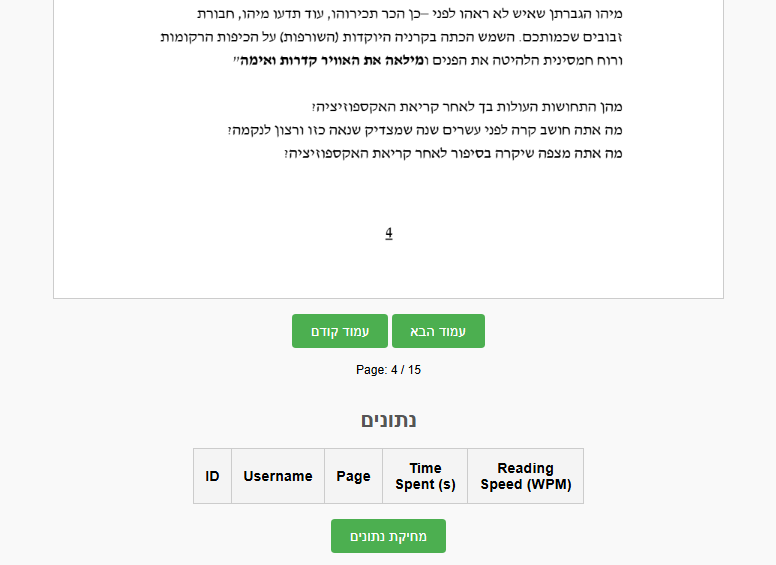 מיהו הגברתן שאיש לא ראהו לפני –כן הכר תכירוהו, עוד תדעו מיהו, חבורת
זבובים שכמותכם. השמש הכתה בקרניה היוקדות (השורפות) על הכיפות הרקומות
ורוח חמסינית הלהיטה את הפנים ומילאה את האוויר קדרות ואימה"
מהן התחושות העולות בך לאחר קריאת האקספוזיציה?
מה אתה חושב קרה לפני עשרים שנה שמצדיק שנאה כזו ורצון לנקמה?
מה אתה מצפה שיקרה בסיפור לאחר קריאת האקספוזיציה?
4
עמוד הבא
עמוד קודם
Page: 4 / 15
נתונים
ID Username Page Time Spent (s) Reading Speed (WPM)
מחיקת נתונים